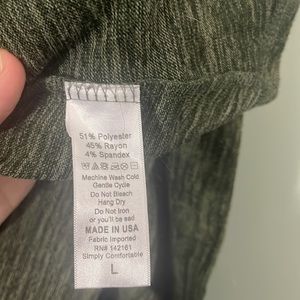 51% Polyester
45% Rayon
4% Spandex
Mechine Wash Cold
Gentle Cycle
Do Not Bleach
Hang Dry
Do Not Iron
or you'll be sad
MADE IN USA
Fabric Imported
RN# 142161
Simply Comfortable
L